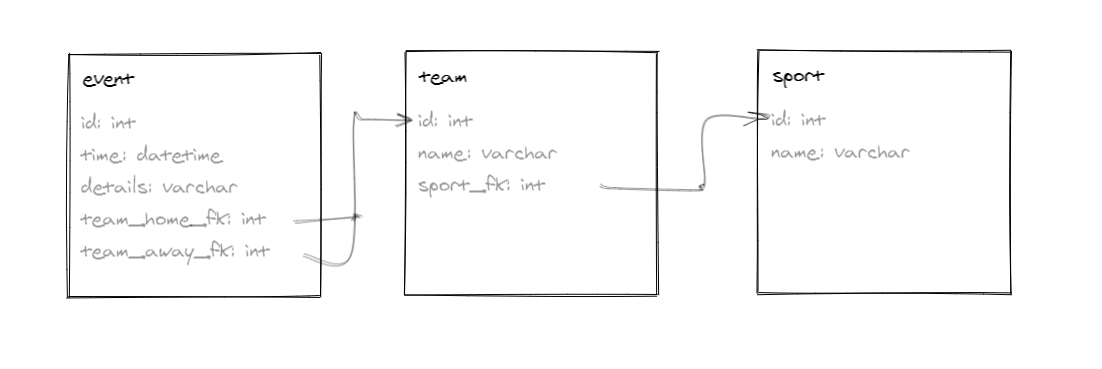 event
id: int
time: datetime
details: varchar
team_home_fk: int
team_away_fk: int
team
id: int
name: varchar
sport_fk: int
sport
id: int
name: varchar